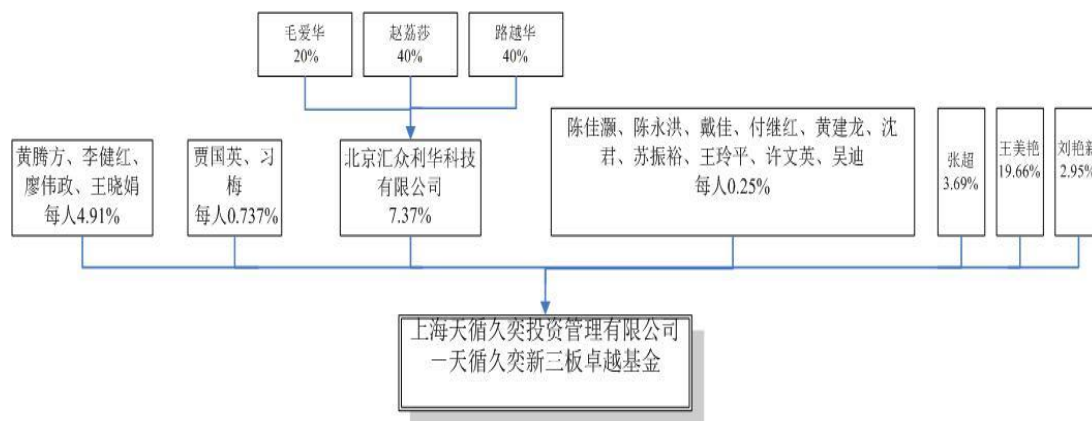 毛爱华
20%
赵荔莎
40%
路越华
40%
黄腾方、李健红、
廖伟政、王晓娟
每人4.91%
贾国英、习
梅
每人0.737%
北京汇众利华科技
有限公司
7.37%
陈佳灏、陈永洪、戴佳、付继红、黄建龙、沈
君、苏振裕、王玲平、许文英、吴迪
每人0.25%
张超
3.69%
王美艳
19.66%
刘艳新
2.95%
上海天循久奕投资管理有限公司
－天循久奕新三板卓越基金